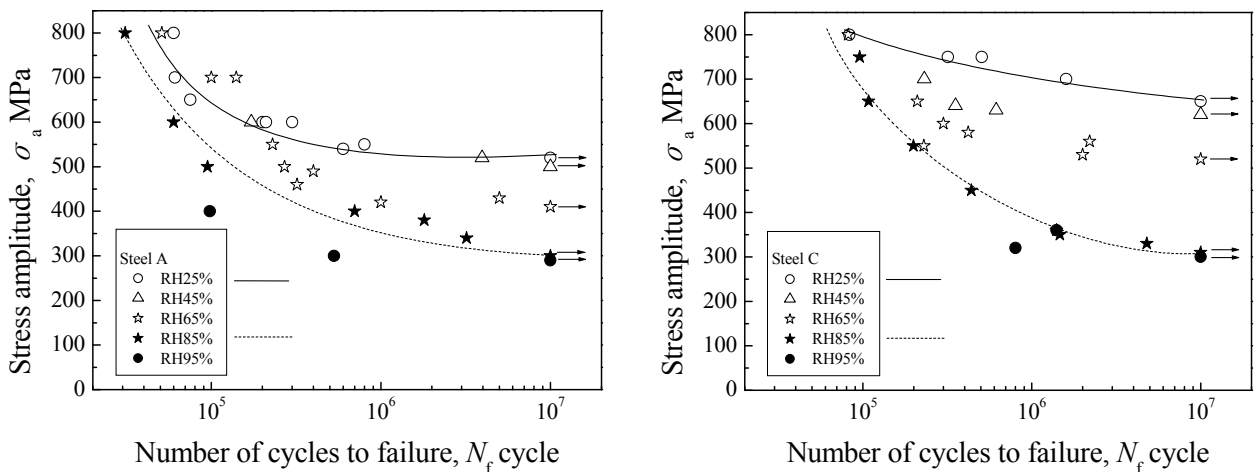 Stress amplitude, σa MPa
800
700
600
500
400
300
200
100
0
Steel A
RH25%
RH45%
RH65%
RH85%
RH95%
10^5
10^6
10^7
Number of cycles to failure, Nf cycle
Stress amplitude, σa MPa
800
700
600
500
400
300
200
100
0
Steel C
RH25%
RH45%
RH65%
RH85%
RH95%
10^5
10^6
10^7
Number of cycles to failure, Nf cycle